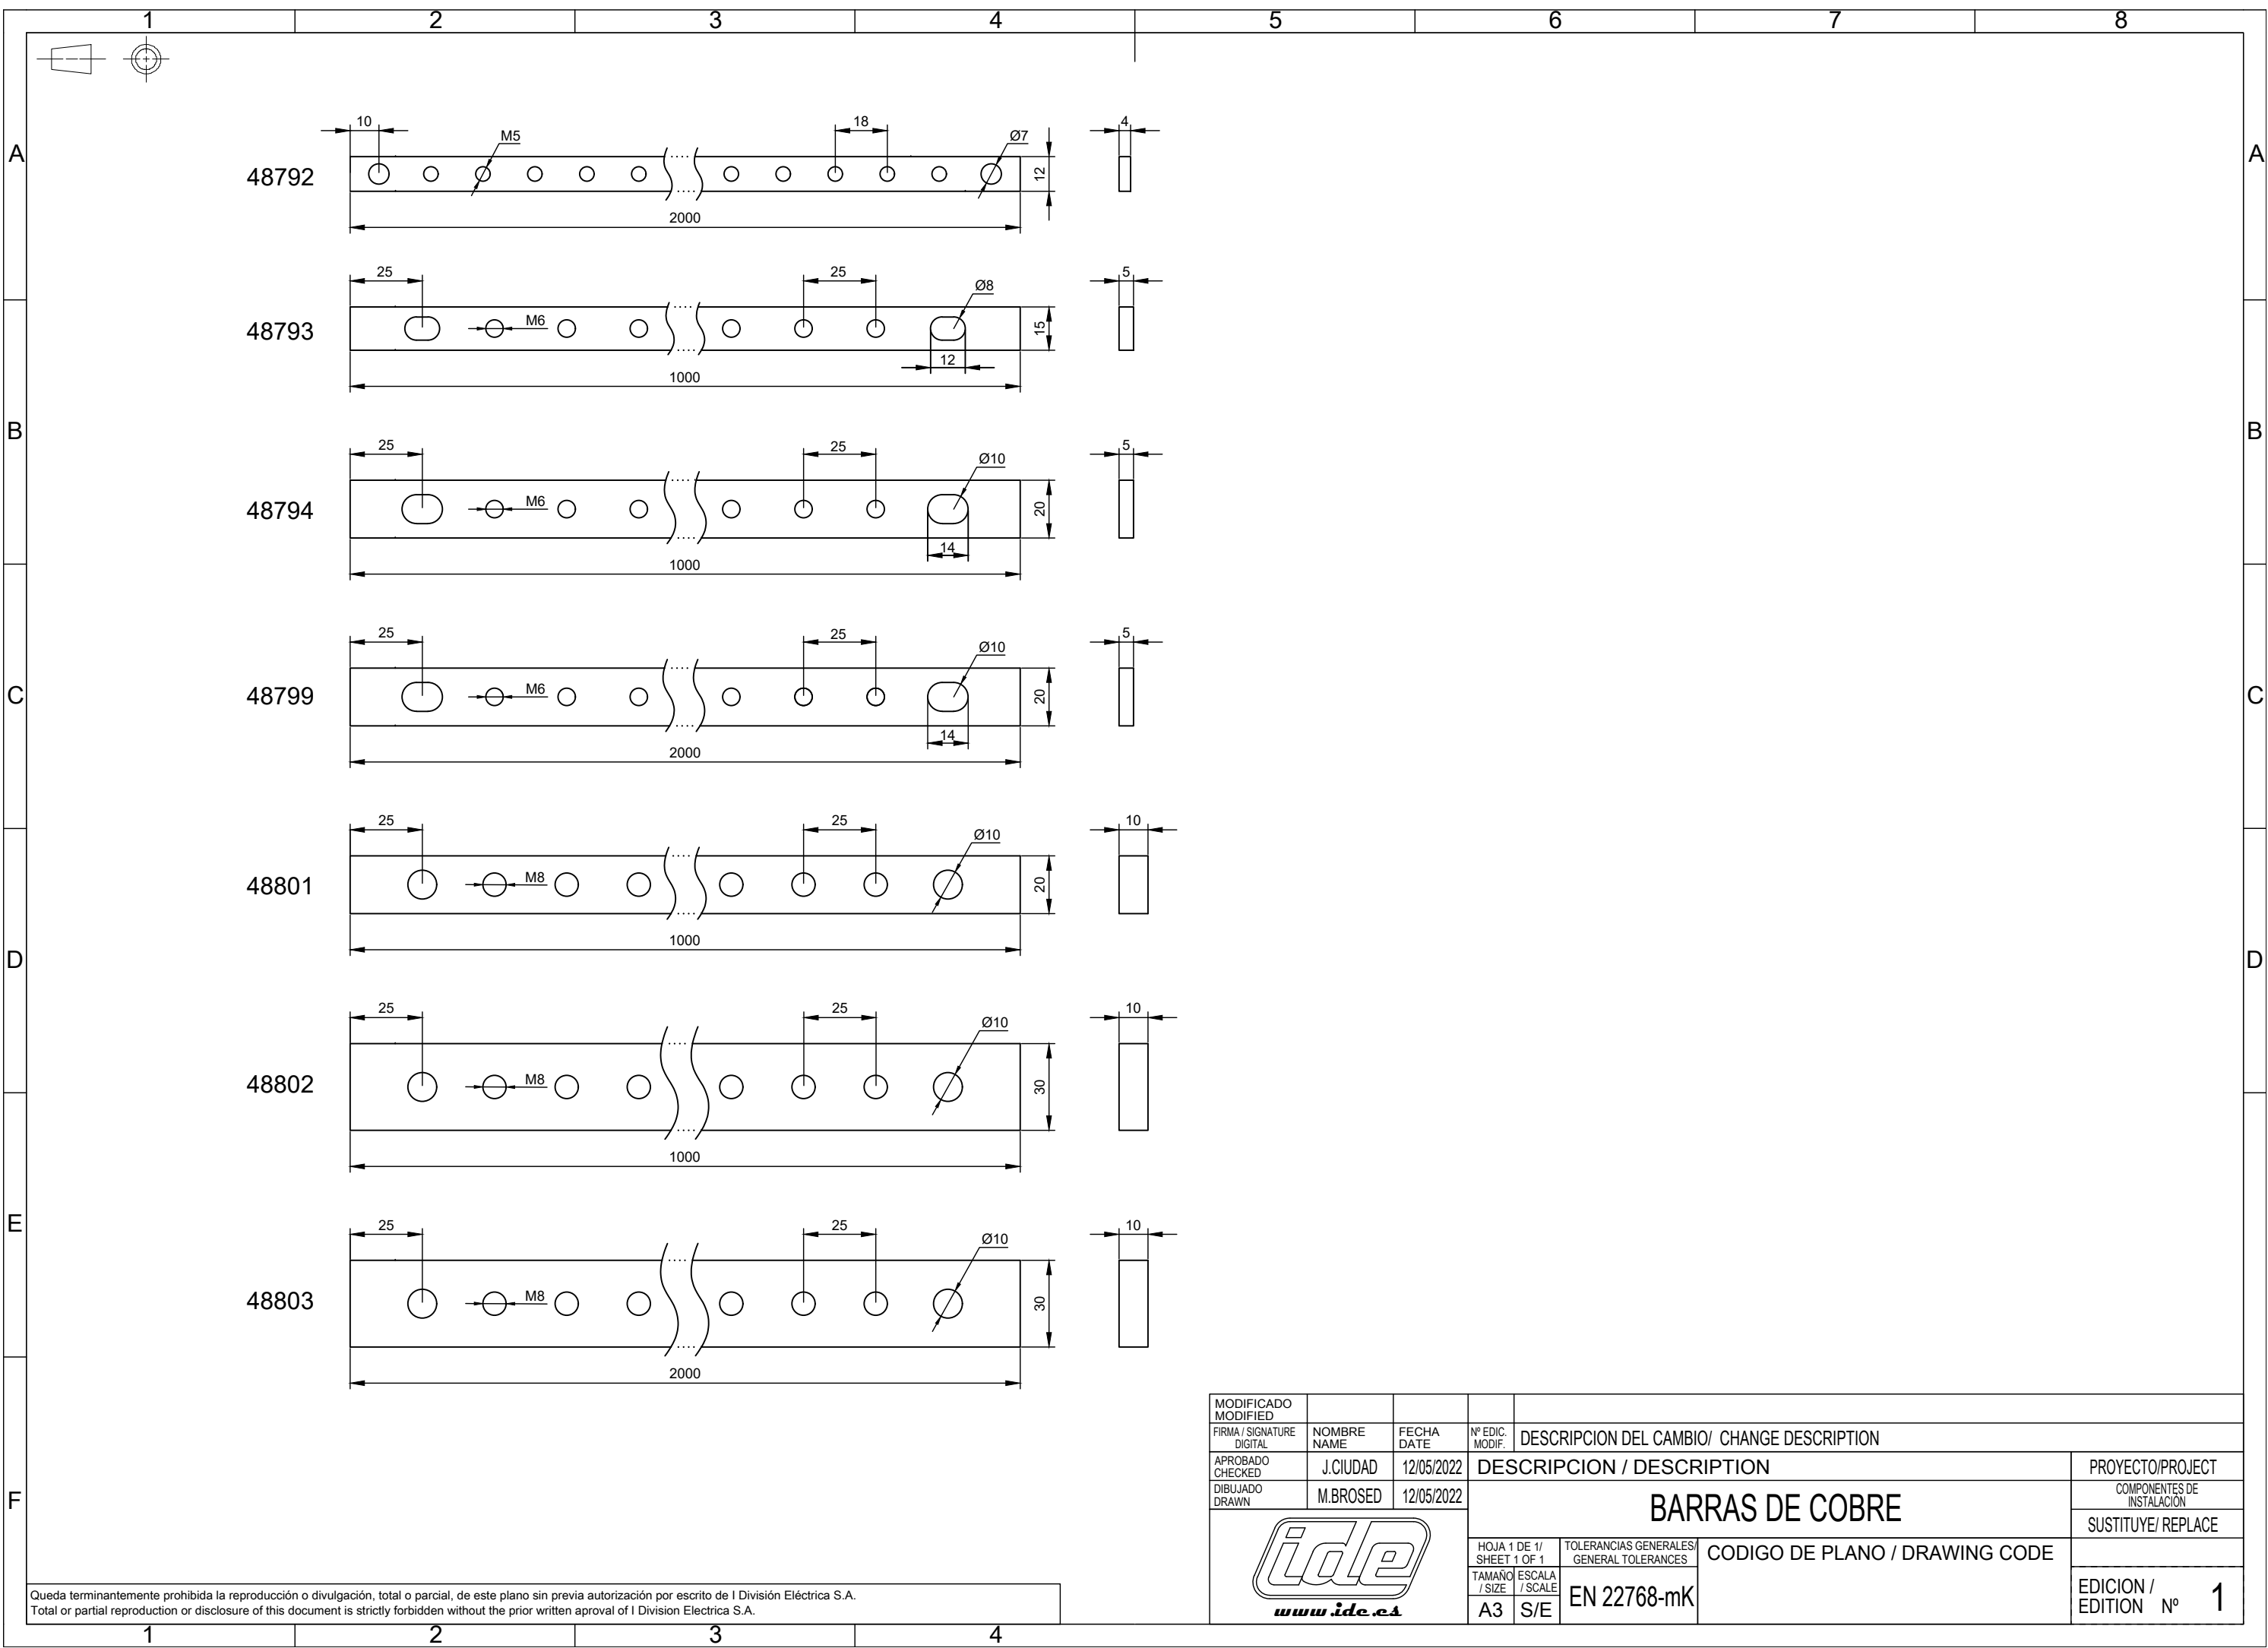 1 2 3 4 5 6 7 8
A A
10 M5 18 Ø7 4
48792 12
2000
25 25 Ø8 5
48793 M6 15
12
1000
B B
25 25 Ø10 5
48794 M6 20
14
1000
25 25 Ø10 5
C 48799 M6 20 C
14
2000
25 25 Ø10 10
48801 M8 20
1000
D D
25 25 Ø10 10
48802 M8 30
1000
E 25 25 Ø10 10
48803 M8 30
2000
MODIFICADO
MODIFIED
FIRMA / SIGNATURE
DIGITAL
NOMBRE
NAME
FECHA
DATE
Nº EDIC.
MODIF.
DESCRIPCION DEL CAMBIO/ CHANGE DESCRIPTION
APROBADO
CHECKED
J.CIUDAD 12/05/2022
DESCRIPCION / DESCRIPTION
PROYECTO/PROJECT
F
DIBUJADO
DRAWN
M.BROSED 12/05/2022
BARRAS DE COBRE
COMPONENTES DE
INSTALACIÓN
SUSTITUYE/ REPLACE
ide
www.ide.es
HOJA 1 DE 1/
SHEET 1 OF 1
TOLERANCIAS GENERALES/
GENERAL TOLERANCES
CODIGO DE PLANO / DRAWING CODE
TAMAÑO
/ SIZE
ESCALA
/ SCALE
A3 S/E
EN 22768-mK
EDICION /
EDITION Nº 1
Queda terminantemente prohibida la reproducción o divulgación, total o parcial, de este plano sin previa autorización por escrito de I División Eléctrica S.A.
Total or partial reproduction or disclosure of this document is strictly forbidden without the prior written aproval of I Division Electrica S.A.
1 2 3 4